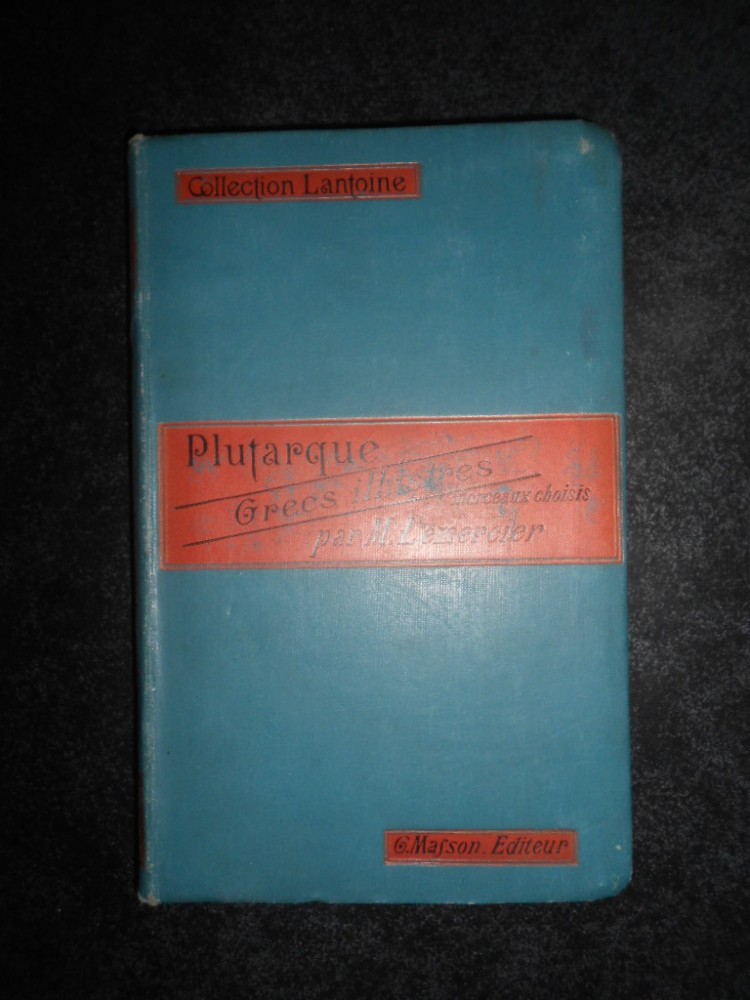 Collection Lantoine
Plutarque
Grecs illustres
Morceaux choisis
par M. Lemercier
G. Masson. Editeur